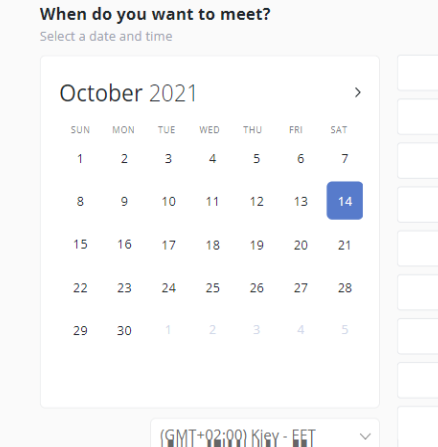 When do you want to meet?
Select a date and time
October 2021
SUN MON TUE WED THU FRI SAT
1 2 3 4 5 6 7
8 9 10 11 12 13 14
15 16 17 18 19 20 21
22 23 24 25 26 27 28
29 30 1 2 3 4 5
(GMT+02:00) Kiev - EET